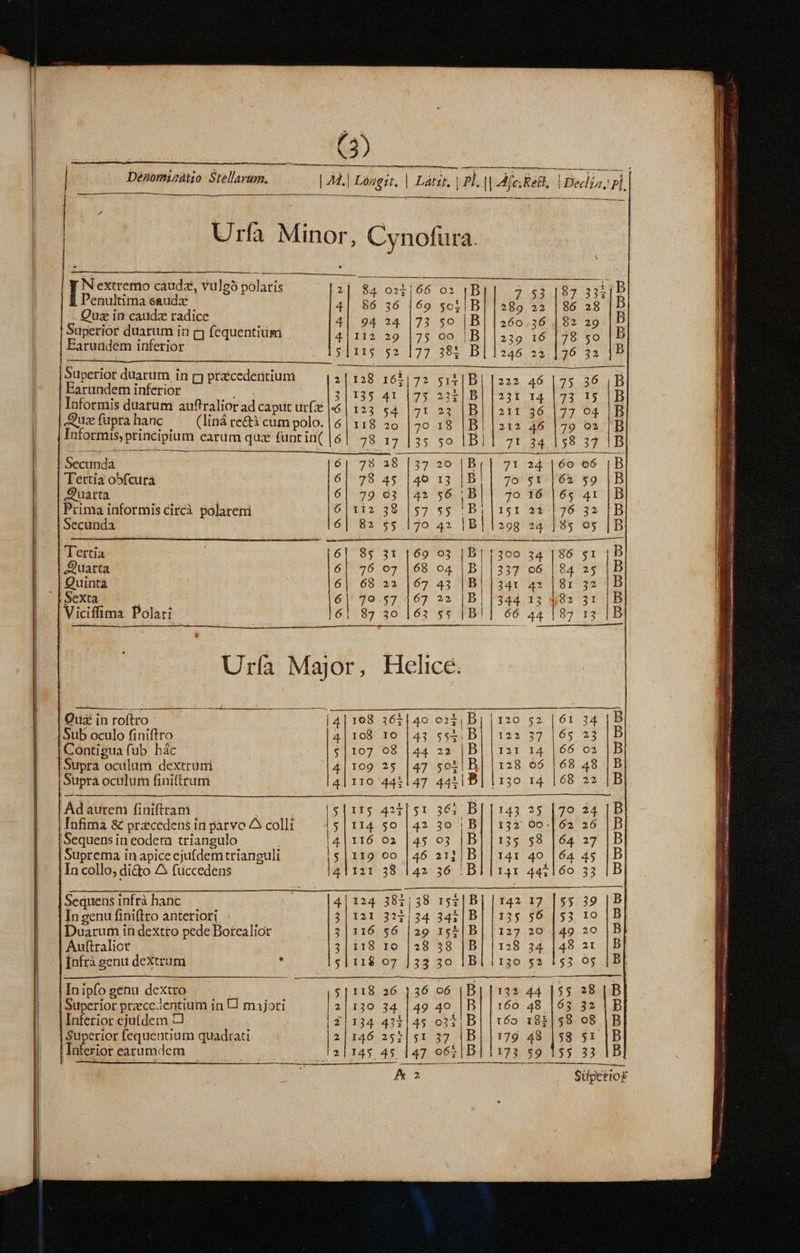 (3)
Denominatio Stellarum. | M. | Longit. | Latit. | Pl. || Asc. Rect. | Declin. Pl.
Urſa Minor, Cynoſura.
IN extremo caudæ, vulgò polaris |2| 84 02½|66 02 |B|| 7 53 |87 33½|B
Penultima caudæ |4| 86 36 |69 50½|B||289 22 |86 28 |B
Quæ in caudæ radice |4| 94 24 |73 50 |B||260 36 |82 29 |B
Superior duarum in ▭ ſequentium |4|112 29 |75 00 |B||239 16 |78 50 |B
Earundem inferior |5|115 52 |77 38½ B||246 22 |76 32 |B
Superior duarum in ▭ præcedentium |2|128 16½|72 51½|B||222 46 |75 36 |B
Earundem inferior |3|135 41 |75 23½|B||231 14 |73 15 |B
Informis duarum auſtralior ad caput urſæ |6|123 54 |71 23 |B||211 36 |77 04 |B
Quæ ſupra hanc (linâ rectâ cum polo. |6|118 20 |70 18 |B||212 46 |79 02 |B
Informis, principium earum quæ ſunt in( |6| 78 17 |35 50 |B|| 71 34 |58 37 |B
Secunda |6| 78 28 |37 20 |B|| 71 24 |60 06 |B
Tertia obſcura |6| 78 45 |40 13 |B|| 70 51 |62 59 |B
Quarta |6| 79 03 |42 56 |B|| 70 16 |65 41 |B
Prima informis circà polarem |6|112 38 |57 55 |B||151 22 |76 32 |B
Secunda |6| 82 55 |70 42 |B||298 24 |85 05 |B
Tertia |6| 85 31 |69 03 |B||300 34 |86 51 |B
Quarta |6| 76 07 |68 04 |B||337 06 |84 25 |B
Quinta |6| 68 22 |67 43 |B||341 42 |81 32 |B
Sexta |6| 70 57 |67 22 |B||344 13 |82 31 |B
Viciſſima Polari |6| 87 30 |63 55 |B|| 66 44 |87 13 |B
Urſa Major, Helice.
Quæ in roſtro |4|108 36½|40 02½|B||120 52 |61 34 |B
Sub oculo ſiniſtro |4|108 10 |43 55½|B||122 37 |65 23 |B
Contigua ſub hâc |5|107 08 |44 22 |B||121 14 |66 02 |B
Supra oculum dextrum |4|109 25 |47 50½|B||128 06 |68 48 |B
Supra oculum ſiniſtrum |4|110 44½|47 44½|B||130 14 |68 22 |B
Ad aurem ſiniſtram |5|115 42½|51 36½ B||143 25 |70 24 |B
Infima & præcedens in parvo △ colli |5|114 50 |42 30 |B||132 00 |62 26 |B
Sequens in eodem triangulo |4|116 02 |45 03 |B||135 58 |64 27 |B
Suprema in apice ejuſdem trianguli |5|119 00 |46 21½|B||141 40 |64 45 |B
In collo, dicto △ ſuccedens |4|121 38 |42 36 |B||141 44½|60 33 |B
Sequens infrà hanc |4|124 38½|38 15½|B||142 17 |55 39 |B
In genu ſiniſtro anteriori |3|121 32½|34 34½|B||135 56 |53 10 |B
Duarum in dextro pede Borealior |3|116 56 |29 15½|B||127 20 |49 20 |B
Auſtralior |3|118 10 |28 38 |B||128 34 |48 21 |B
Infrà genu dextrum |5|118 07 |33 30 |B||130 52 |53 05 |B
In ipſo genu dextro |5|118 26 |36 06 |B||132 44 |55 28 |B
Superior præcedentium in □ majori |2|130 34 |49 40 |B||160 48 |63 32 |B
Inferior ejuſdem □ |2|134 43½|45 03½|B||160 18½|58 08 |B
Superior ſequentium quadrati |2|146 25½|51 37 |B||179 48 |58 51 |B
Inferior earumdem |2|145 45 |47 06½|B||173 59 |55 33 |B
A 2 Superior